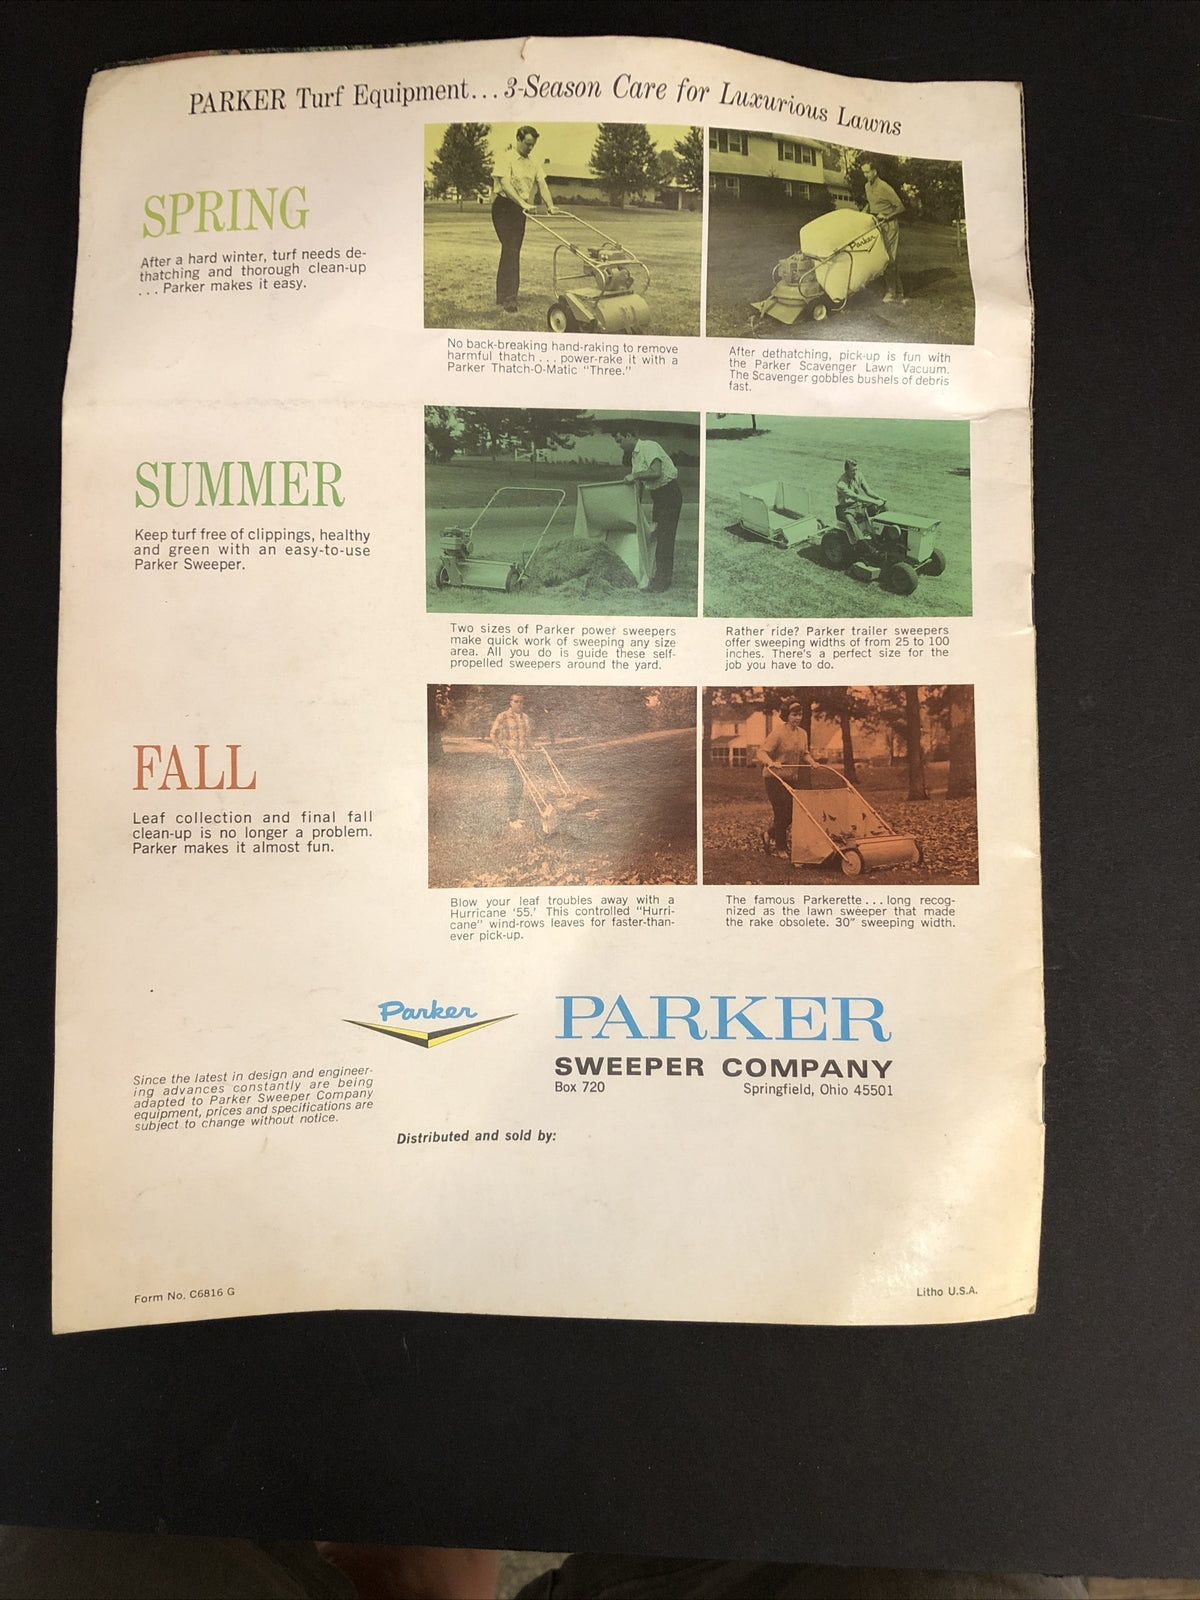 PARKER Turf Equipment... 3-Season Care for Luxurious Lawns
SPRING
After a hard winter, turf needs de-
thatching and thorough clean-up
... Parker makes it easy.
Parker
No back-breaking hand-raking to remove
harmful thatch ... power-rake it with a
Parker Thatch-O-Matic "Three."
After dethatching, pick-up is fun with
the Parker Scavenger Lawn Vacuum.
The Scavenger gobbles bushels of debris
fast.
SUMMER
Keep turf free of clippings, healthy
and green with an easy-to-use
Parker Sweeper.
Two sizes of Parker power sweepers
make quick work of sweeping any size
area. All you do is guide these self-
propelled sweepers around the yard.
Rather ride? Parker trailer sweepers
offer sweeping widths of from 25 to 100
inches. There's a perfect size for the
job you have to do.
FALL
Leaf collection and final fall
clean-up is no longer a problem.
Parker makes it almost fun.
Blow your leaf troubles away with a
Hurricane '55.' This controlled "Hurri-
cane" wind-rows leaves for faster-than-
ever pick-up.
The famous Parkerette ... long recog-
nized as the lawn sweeper that made
the rake obsolete. 30" sweeping width.
Parker
PARKER
SWEEPER COMPANY
Box 720 Springfield, Ohio 45501
Since the latest in design and engineer-
ing advances constantly are being
adapted to Parker Sweeper Company
equipment, prices and specifications are
subject to change without notice.
Distributed and sold by:
Form No. C6816 G
Litho U.S.A.